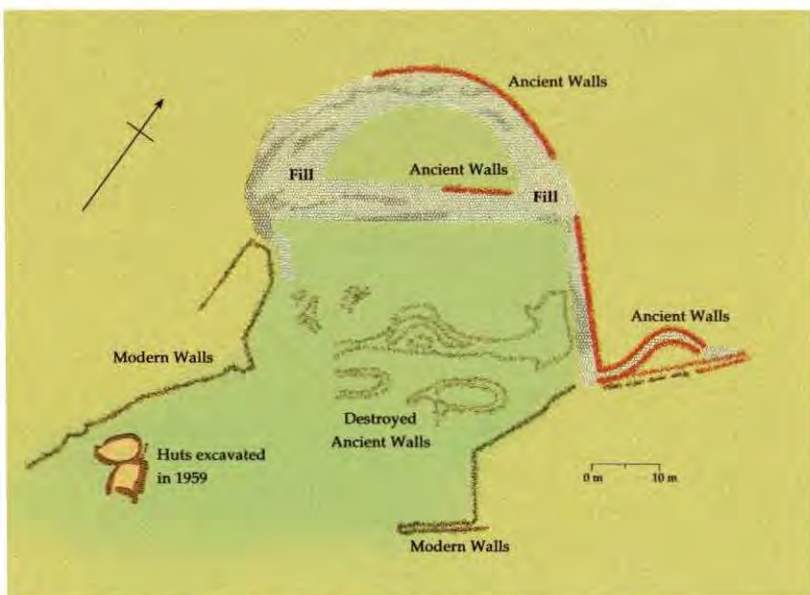 Ancient Walls
Ancient Walls
Fill
Fill
Ancient Walls
Modern Walls
Destroyed
Ancient Walls
Huts excavated
in 1959
0 m 10 m
Modern Walls